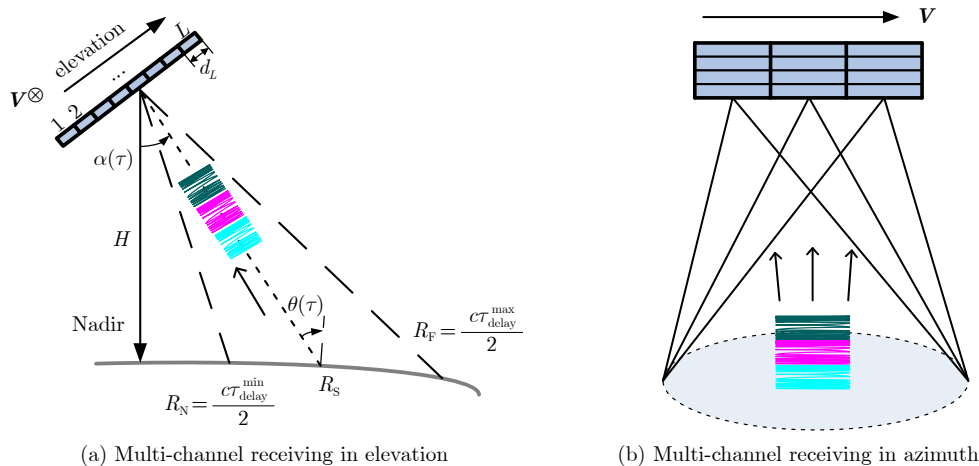 V⊗
elevation
1 2 ... L
d_L
α(τ)
H
Nadir
θ(τ)
R_N = cτ_delay^min / 2
R_S
R_F = cτ_delay^max / 2
(a) Multi-channel receiving in elevation
V
(b) Multi-channel receiving in azimuth